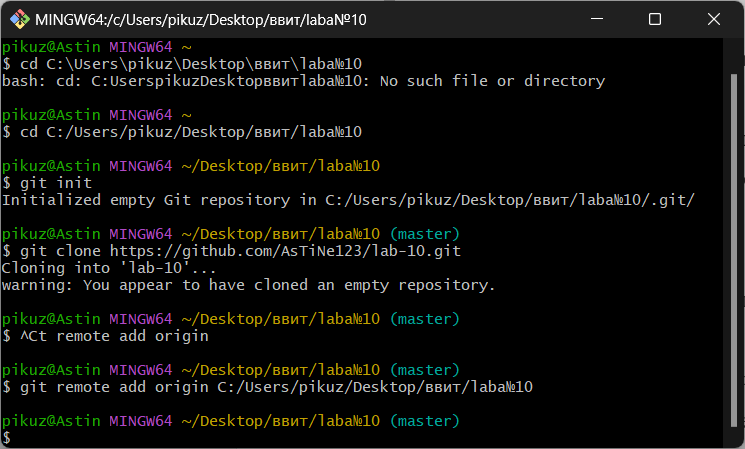 MINGW64:/c/Users/pikuz/Desktop/ввит/laba№10
pikuz@Astin MINGW64 ~
$ cd C:\Users\pikuz\Desktop\ввит\laba№10
bash: cd: C:UserspikuzDesktopввитlaba№10: No such file or directory
pikuz@Astin MINGW64 ~
$ cd C:/Users/pikuz/Desktop/ввит/laba№10
pikuz@Astin MINGW64 ~/Desktop/ввит/laba№10
$ git init
Initialized empty Git repository in C:/Users/pikuz/Desktop/ввит/laba№10/.git/
pikuz@Astin MINGW64 ~/Desktop/ввит/laba№10 (master)
$ git clone https://github.com/AsTiNe123/lab-10.git
Cloning into 'lab-10'...
warning: You appear to have cloned an empty repository.
pikuz@Astin MINGW64 ~/Desktop/ввит/laba№10 (master)
$ ^Ct remote add origin
pikuz@Astin MINGW64 ~/Desktop/ввит/laba№10 (master)
$ git remote add origin C:/Users/pikuz/Desktop/ввит/laba№10
pikuz@Astin MINGW64 ~/Desktop/ввит/laba№10 (master)
$